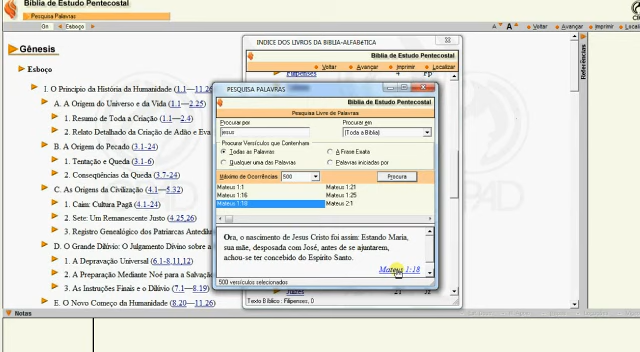 Bíblia de Estudo Pentecostal
Pesquisa Palavras
On Esboço
A A Voltar Avançar Imprimir
Gênesis
Esboço
I. O Princípio da História da Humanidade (1.1—11.26
A. A Origem do Universo e da Vida (1.1—2.25)
1. Resumo de Toda a Criação (1.1—2.4)
2. Relato Detalhado da Criação de Adão e Eva
B. A Origem do Pecado (3.1-24)
1. Tentação e Queda (3.1-6)
2. Conseqüências da Queda (3.7-24)
C. As Origens da Civilização (4.1—5.32)
1. Caim: Cultura Pagã (4.1-24)
2. Sete: Um Remanescente Justo (4.25,26)
3. Registro Genealógico dos Patriarcas Antedilu
D. O Grande Dilúvio: O Julgamento Divino sobre a
1. A Depravação Universal (6.1-8,11,12)
2. A Preparação Mediante Noé para a Salvação
3. As Instruções Finais e o Dilúvio (7.1—8.19)
E. O Novo Começo da Humanidade (8.20—11.26)
Notas
Referências
INDICE DOS LIVROS DA BIBLIA-ALFABéTICA
Bíblia de Estudo Pentecostal
Voltar Avançar Imprimir Localizar
Filipenses 4 Fp
PESQUISA PALAVRAS
Bíblia de Estudo Pentecostal
Pesquisa Livre de Palavras
Procurar por Procurar em
jesus (Toda a Bíblia)
Procurar Versículos que Contenham
Todas as Palavras A Frase Exata
Qualquer uma das Palavras Palavras iniciadas por
Máximo de Ocorrências 500 Procura
Mateus 1:1 Mateus 1:21
Mateus 1:16 Mateus 1:25
Mateus 1:18 Mateus 2:1
Ora, o nascimento de Jesus Cristo foi assim: Estando Maria,
sua mãe, desposada com José, antes de se ajuntarem,
achou-se ter concebido do Espírito Santo.
Mateus 1:18
500 versículos selecionados
Juízes 21 Jz
Texto Bíblico : Filipenses, 0